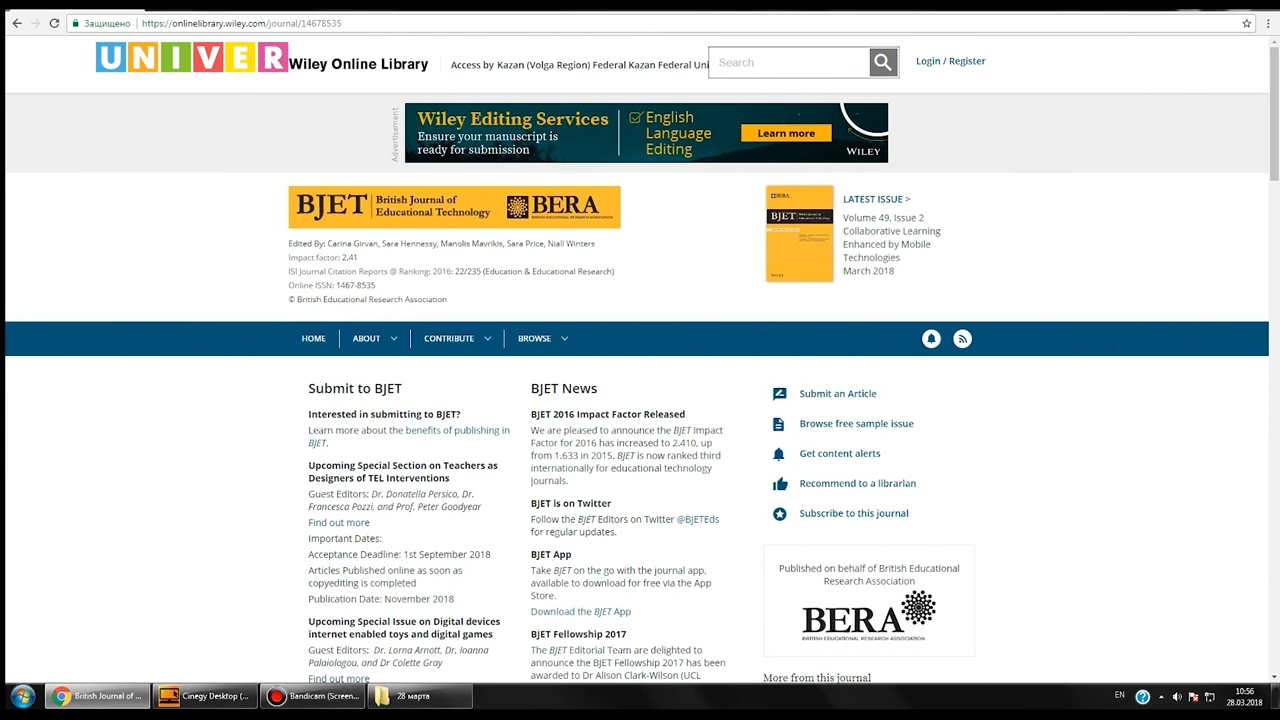 Защищено https://onlinelibrary.wiley.com/journal/14678535
UNIVER
Wiley Online Library
Access by Kazan (Volga Region) Federal Kazan Federal Uni
Search
Login / Register
Advertisement
Wiley Editing Services
Ensure your manuscript is
ready for submission
English
Language
Editing
Learn more
WILEY
BJET British Journal of
Educational Technology
BERA
BRITISH EDUCATIONAL RESEARCH ASSOCIATION
Edited By: Carina Girvan, Sara Hennessy, Manolis Mavrikis, Sara Price, Niall Winters
Impact factor: 2.41
ISI Journal Citation Reports @ Ranking: 2016: 22/235 (Education & Educational Research)
Online ISSN: 1467-8535
© British Educational Research Association
BERA
BJET
WILEY
LATEST ISSUE >
Volume 49, Issue 2
Collaborative Learning
Enhanced by Mobile
Technologies
March 2018
HOME
ABOUT
CONTRIBUTE
BROWSE
Submit to BJET
Interested in submitting to BJET?
Learn more about the benefits of publishing in
BJET.
Upcoming Special Section on Teachers as
Designers of TEL Interventions
Guest Editors: Dr. Donatella Persico, Dr.
Francesca Pozzi, and Prof. Peter Goodyear
Find out more
Important Dates:
Acceptance Deadline: 1st September 2018
Articles Published online as soon as
copyediting is completed
Publication Date: November 2018
Upcoming Special Issue on Digital devices
internet enabled toys and digital games
Guest Editors: Dr. Lorna Arnott, Dr. Ioanna
Palaiologou, and Dr Colette Gray
Find out more
BJET News
BJET 2016 Impact Factor Released
We are pleased to announce the BJET Impact
Factor for 2016 has increased to 2.410, up
from 1.633 in 2015. BJET is now ranked third
internationally for educational technology
journals.
BJET is on Twitter
Follow the BJET Editors on Twitter @BJETEds
for regular updates.
BJET App
Take BJET on the go with the journal app,
available to download for free via the App
Store.
Download the BJET App
BJET Fellowship 2017
The BJET Editorial Team are delighted to
announce the BJET Fellowship 2017 has been
awarded to Dr Alison Clark-Wilson (UCL
Submit an Article
Browse free sample issue
Get content alerts
Recommend to a librarian
Subscribe to this journal
Published on behalf of British Educational
Research Association
BERA
BRITISH EDUCATIONAL RESEARCH ASSOCIATION
More from this journal
British Journal of ...
Cinegy Desktop (...
Bandicam (Screen...
28 марта
EN
10:56
28.03.2018